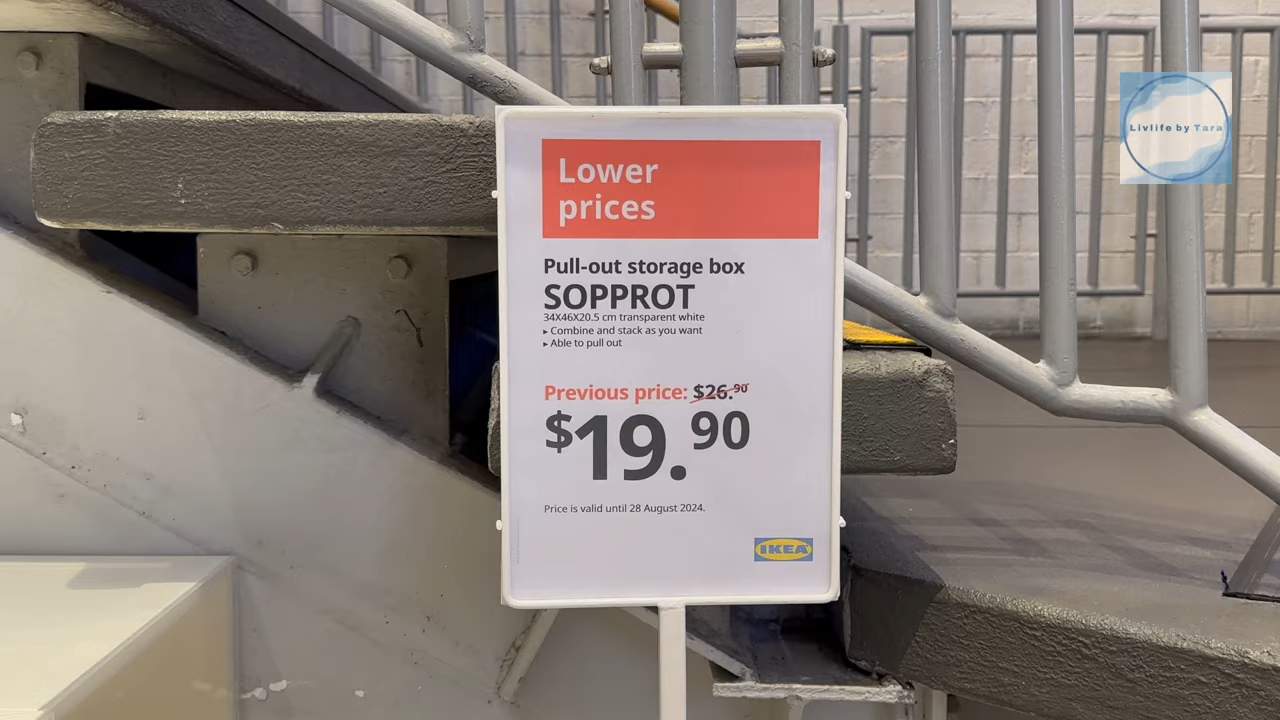 Livlife by Tara
Lower
prices
Pull-out storage box
SOPPROT
34X46X20.5 cm transparent white
▸ Combine and stack as you want
▸ Able to pull out
Previous price: $26.90
$19.90
Price is valid until 28 August 2024.
IKEA